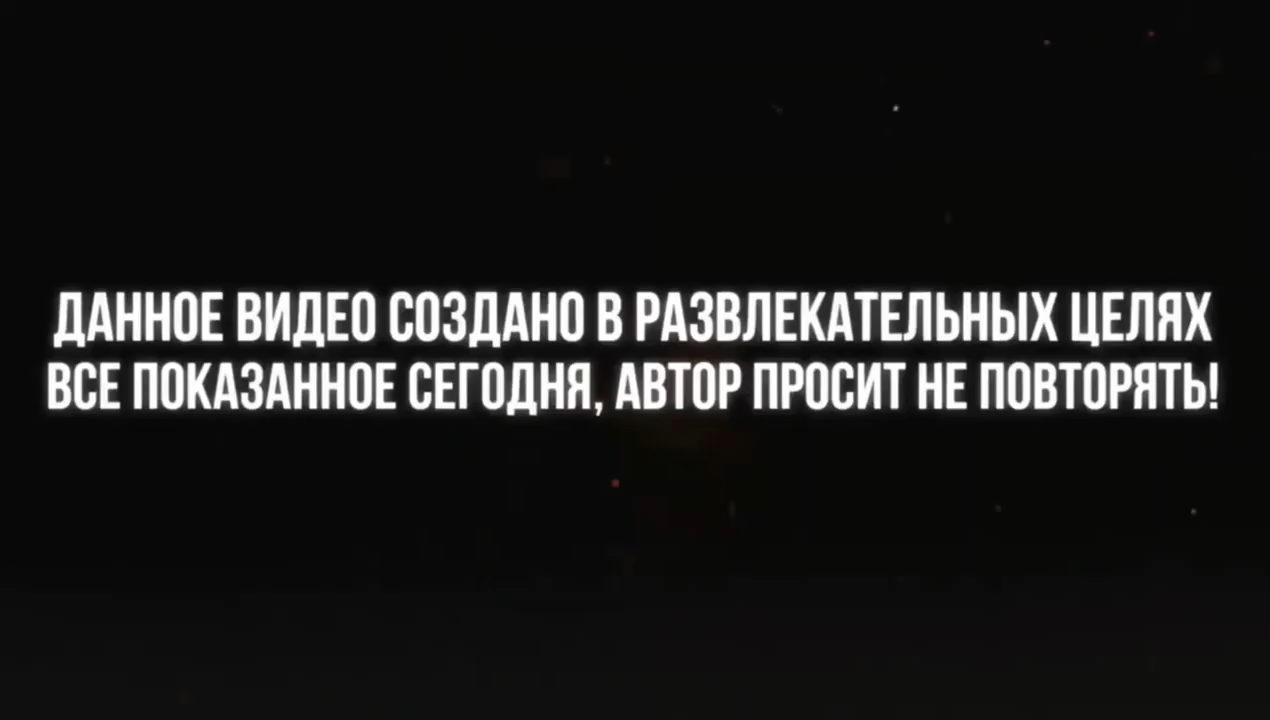 ДАННОЕ ВИДЕО СОЗДАНО В РАЗВЛЕКАТЕЛЬНЫХ ЦЕЛЯХ
ВСЕ ПОКАЗАННОЕ СЕГОДНЯ, АВТОР ПРОСИТ НЕ ПОВТОРЯТЬ!